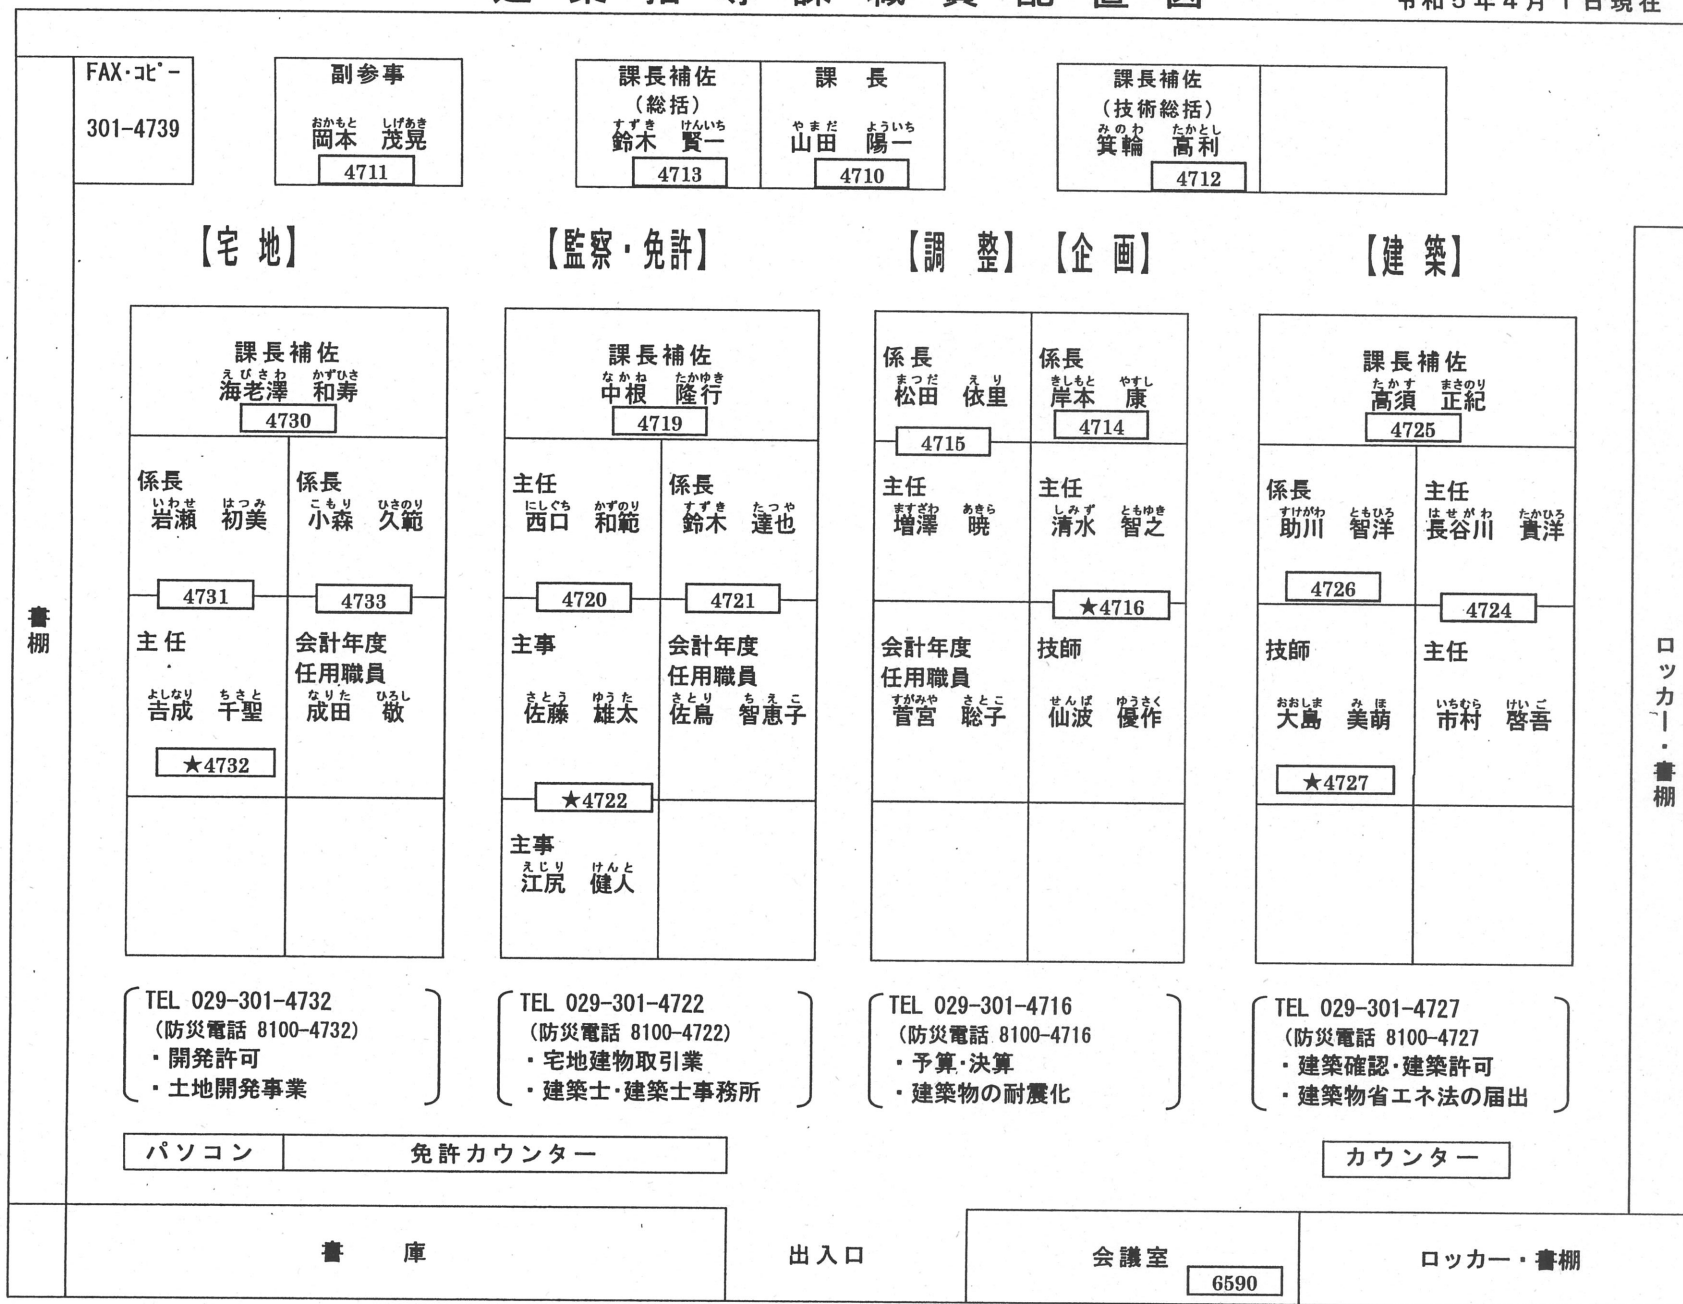 建築指導課職員配置図
令和5年4月1日現在
FAX・コピー
301-4739
副参事
おかもと しげあき
岡本 茂晃
4711
課長補佐
(総括)
すずき けんいち
鈴木 賢一
4713
課長
やまだ よういち
山田 陽一
4710
課長補佐
(技術総括)
みのわ たかとし
箕輪 高利
4712
【宅地】
【監察・免許】
【調整】
【企画】
【建築】
課長補佐
えびさわ かずひさ
海老澤 和寿
4730
係長
いわせ はつみ
岩瀬 初美
4731
係長
こもり ひさのり
小森 久範
4733
主任
よしなり ちさと
吉成 千聖
★4732
会計年度
任用職員
なりた ひろし
成田 敬
課長補佐
なかね たかゆき
中根 隆行
4719
主任
にしぐち かずのり
西口 和範
4720
係長
すずき たつや
鈴木 達也
4721
主事
さとう ゆうた
佐藤 雄太
★4722
会計年度
任用職員
さとり ちえこ
佐鳥 智恵子
主事
えじり けんと
江尻 健人
係長
まつだ えり
松田 依里
4715
係長
きしもと やすし
岸本 康
4714
主任
ますざわ あきら
増澤 暁
主任
しみず ともゆき
清水 智之
★4716
会計年度
任用職員
すがみや さとこ
菅宮 聡子
技師
せんば ゆうさく
仙波 優作
課長補佐
たかす まさのり
高須 正紀
4725
係長
すけがわ ともひろ
助川 智洋
4726
主任
はせがわ たかひろ
長谷川 貴洋
4724
技師
おおしま みほ
大島 美萌
★4727
主任
いちむら けいご
市村 啓吾
TEL 029-301-4732
(防災電話 8100-4732)
・開発許可
・土地開発事業
TEL 029-301-4722
(防災電話 8100-4722)
・宅地建物取引業
・建築士・建築士事務所
TEL 029-301-4716
(防災電話 8100-4716
・予算・決算
・建築物の耐震化
TEL 029-301-4727
(防災電話 8100-4727
・建築確認・建築許可
・建築物省エネ法の届出
パソコン
免許カウンター
カウンター
書棚
ロッカー・書棚
書庫
出入口
会議室
6590
ロッカー・書棚